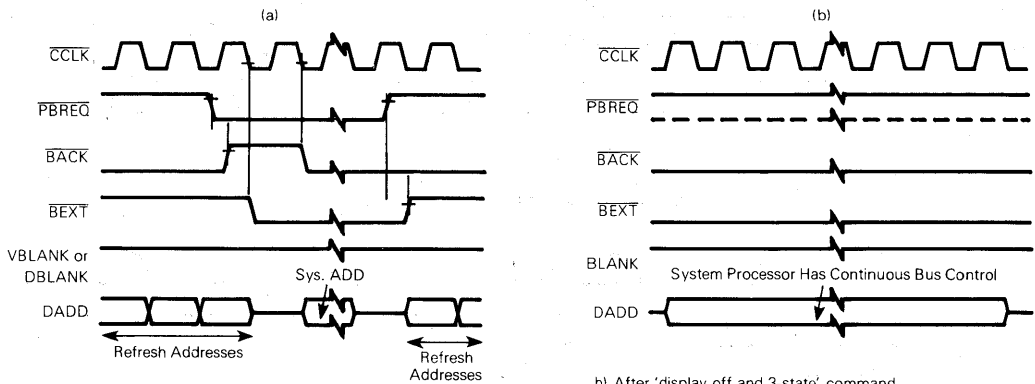 (a)
CCLK
PBREQ
BACK
BEXT
VBLANK or
DBLANK
Sys. ADD
DADD
Refresh Addresses
Refresh
Addresses
(b)
CCLK
PBREQ
BACK
BEXT
BLANK
System Processor Has Continuous Bus Control
DADD
b) After 'display off and 3-state' command